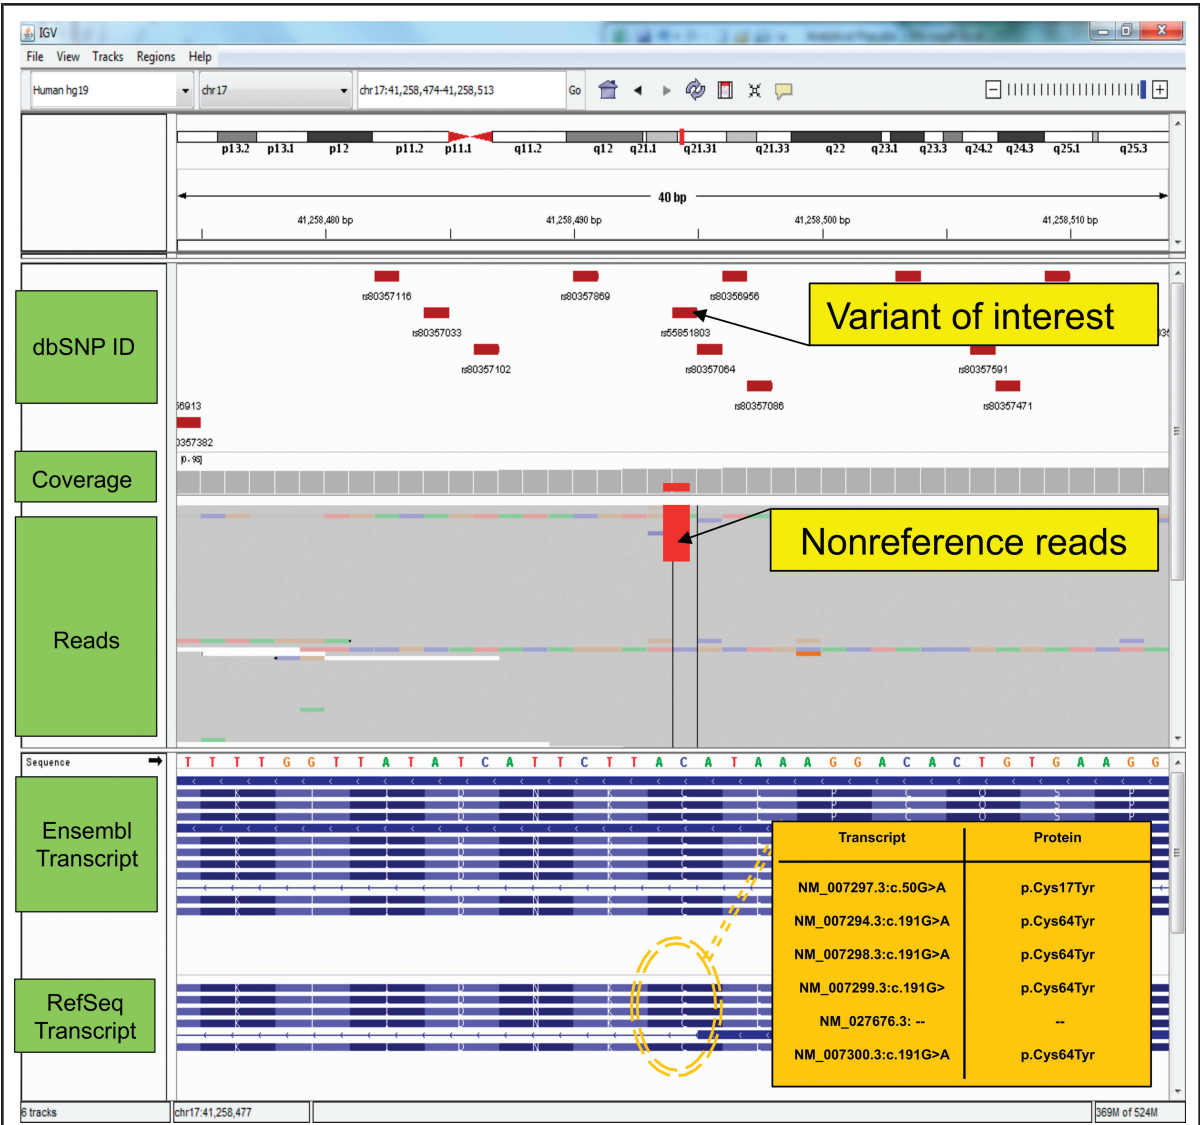 IGV
File View Tracks Regions Help
Human hg19 chr17 chr17:41,258,474-41,258,513 Go
p13.2 p13.1 p12 p11.2 p11.1 q11.2 q12 q21.1 q21.31 q21.33 q22 q23.1 q23.3 q24.2 q24.3 q25.1 q25.3
40 bp
41,258,480 bp 41,258,490 bp 41,258,500 bp 41,258,510 bp
dbSNP ID
rs80357116 rs80357869 rs80356956
Variant of interest
rs80357033 rs55851803
rs80357102 rs80357064 rs80357591
56913 rs80357086 rs80357471
0357382
Coverage
[0 - 95]
Nonreference reads
Reads
Sequence
T T T T G G T T A T A T C A T T C T T A C A T A A A G G A C A C T G T G A A G G
Ensembl
Transcript
K I L D N K C L P C Q S P
K I L D N K C L P C Q S P
K I L D N K C L P C Q S P
RefSeq
Transcript
K I L D N K C L
Transcript Protein
NM_007297.3:c.50G>A p.Cys17Tyr
NM_007294.3:c.191G>A p.Cys64Tyr
NM_007298.3:c.191G>A p.Cys64Tyr
NM_007299.3:c.191G> p.Cys64Tyr
NM_027676.3: -- --
NM_007300.3:c.191G>A p.Cys64Tyr
6 tracks chr17:41,258,477 369M of 524M